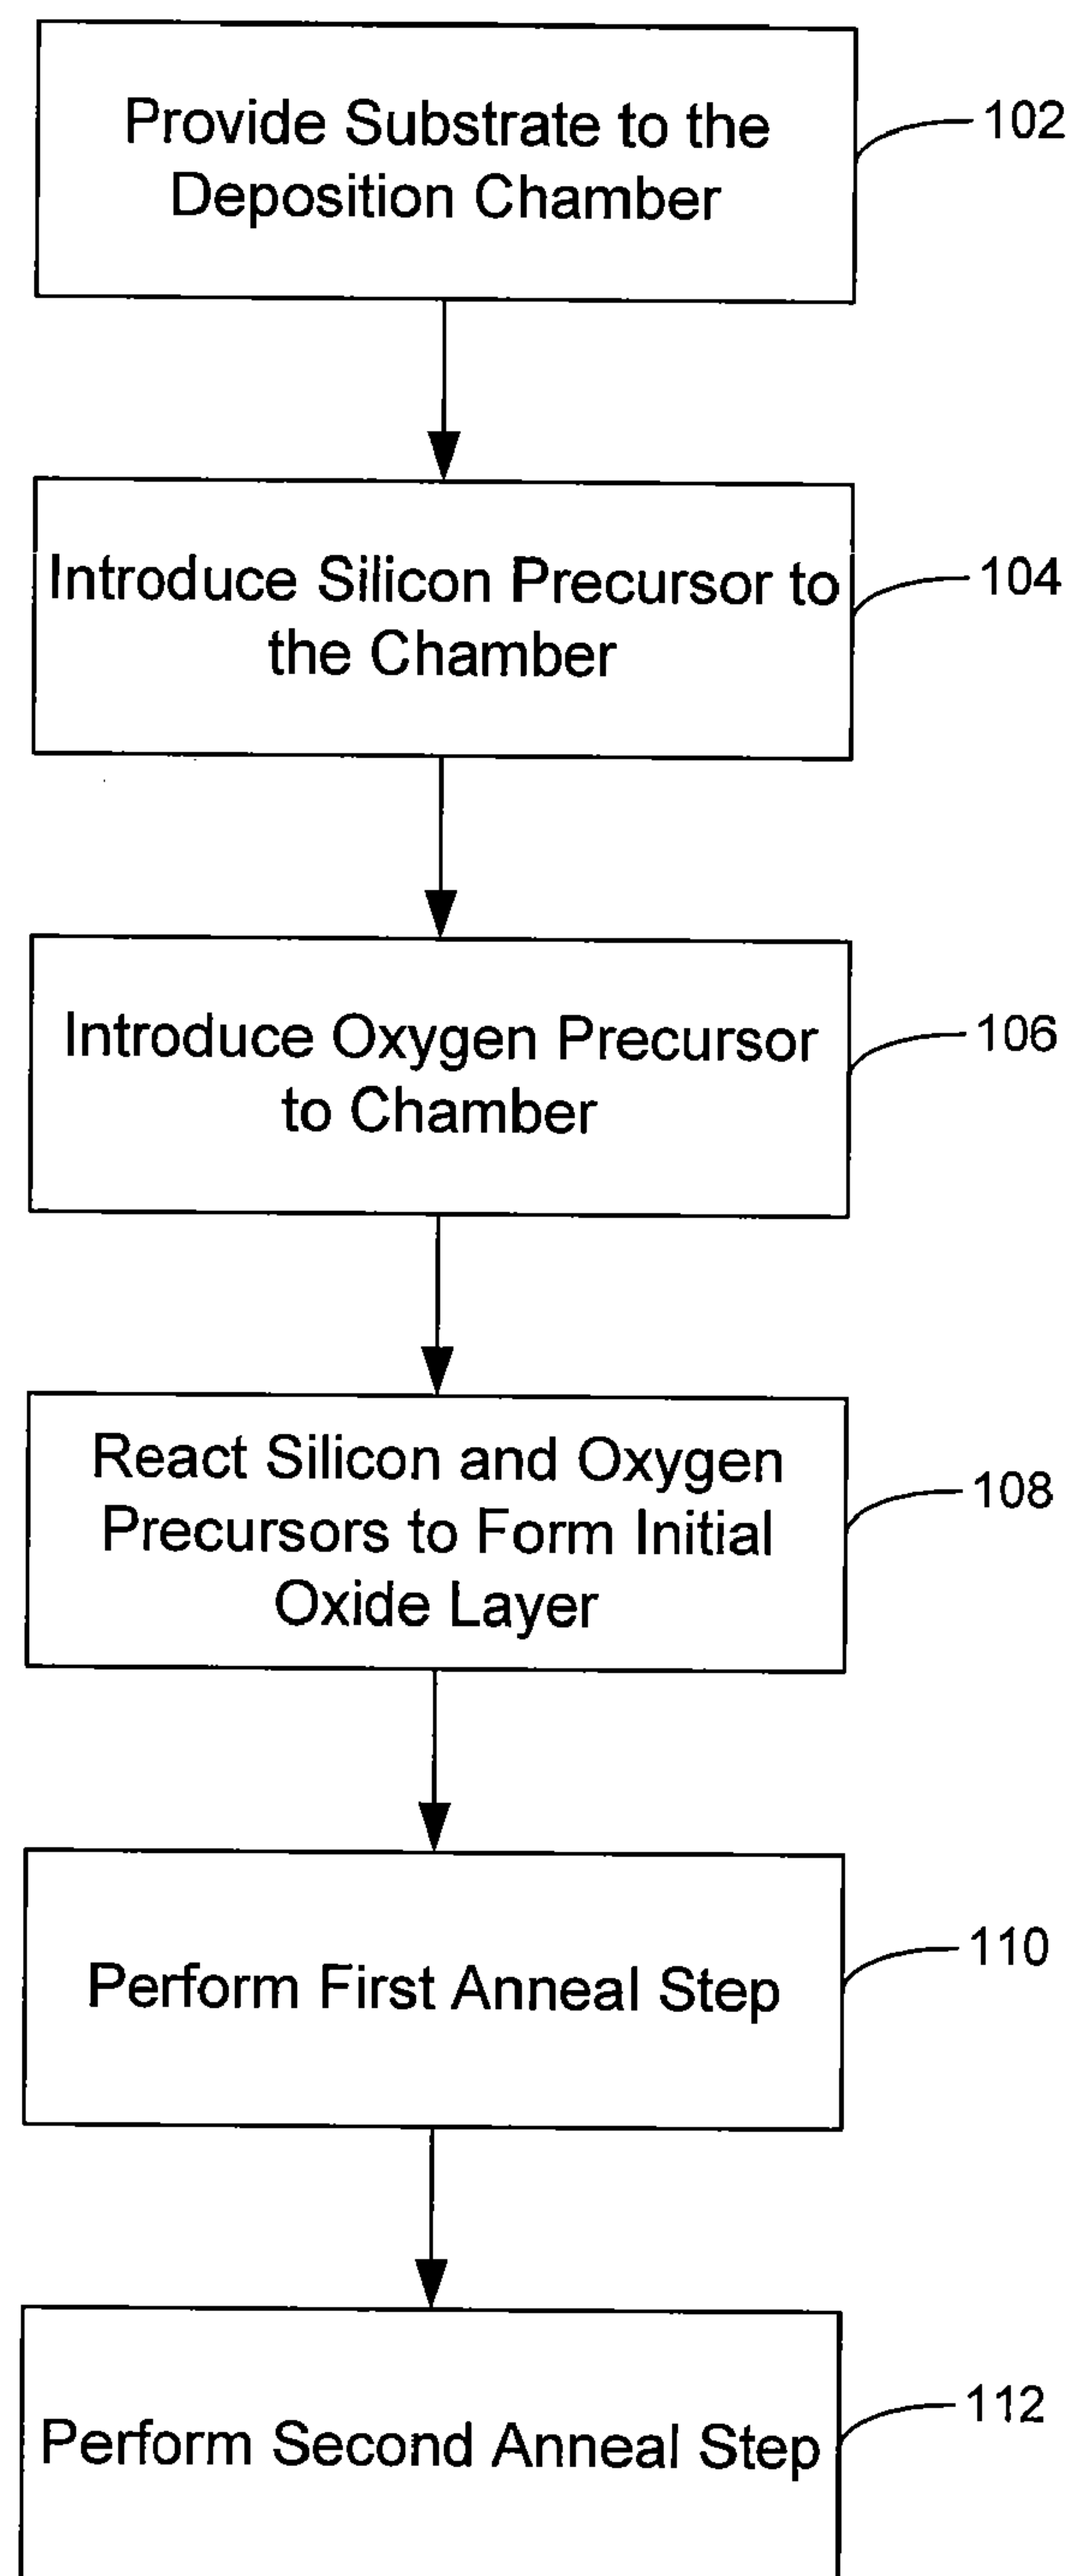 Provide Substrate to the
Deposition Chamber
102
Introduce Silicon Precursor to
the Chamber
104
Introduce Oxygen Precursor
to Chamber
106
React Silicon and Oxygen
Precursors to Form Initial
Oxide Layer
108
Perform First Anneal Step
110
Perform Second Anneal Step
112